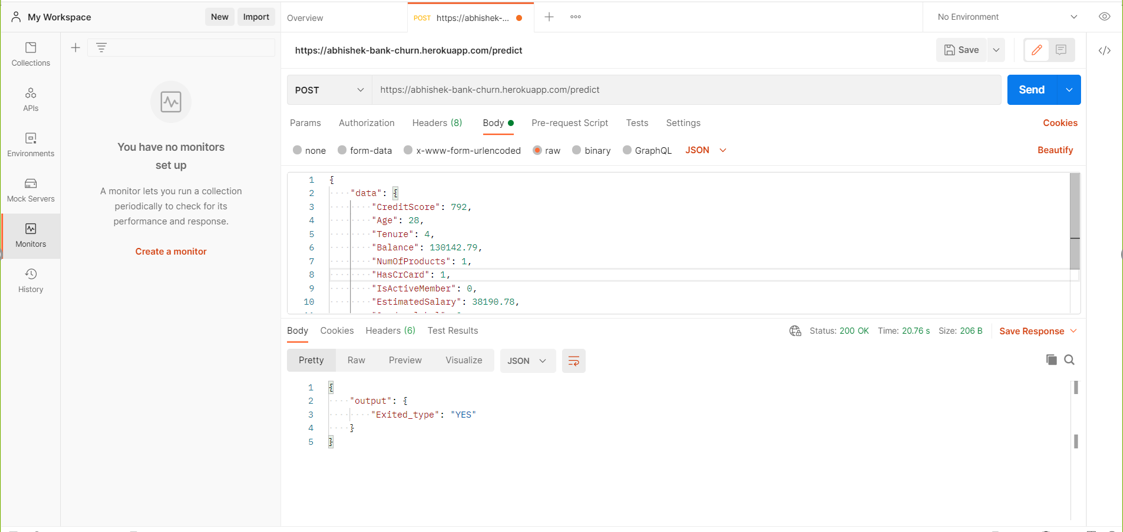 My Workspace
New
Import
Overview
POST https://abhishek-...
No Environment
Collections
APIs
Environments
Mock Servers
Monitors
History
You have no monitors
set up
A monitor lets you run a collection
periodically to check for its
performance and response.
Create a monitor
https://abhishek-bank-churn.herokuapp.com/predict
Save
POST
https://abhishek-bank-churn.herokuapp.com/predict
Send
Params Authorization Headers (8) Body Pre-request Script Tests Settings Cookies
none form-data x-www-form-urlencoded raw binary GraphQL JSON Beautify
1 {
2 "data": {
3 "CreditScore": 792,
4 "Age": 28,
5 "Tenure": 4,
6 "Balance": 130142.79,
7 "NumOfProducts": 1,
8 "HasCrCard": 1,
9 "IsActiveMember": 0,
10 "EstimatedSalary": 38190.78,
Body Cookies Headers (6) Test Results Status: 200 OK Time: 20.76 s Size: 206 B Save Response
Pretty Raw Preview Visualize JSON
1 {
2 "output": {
3 "Exited_type": "YES"
4 }
5 }